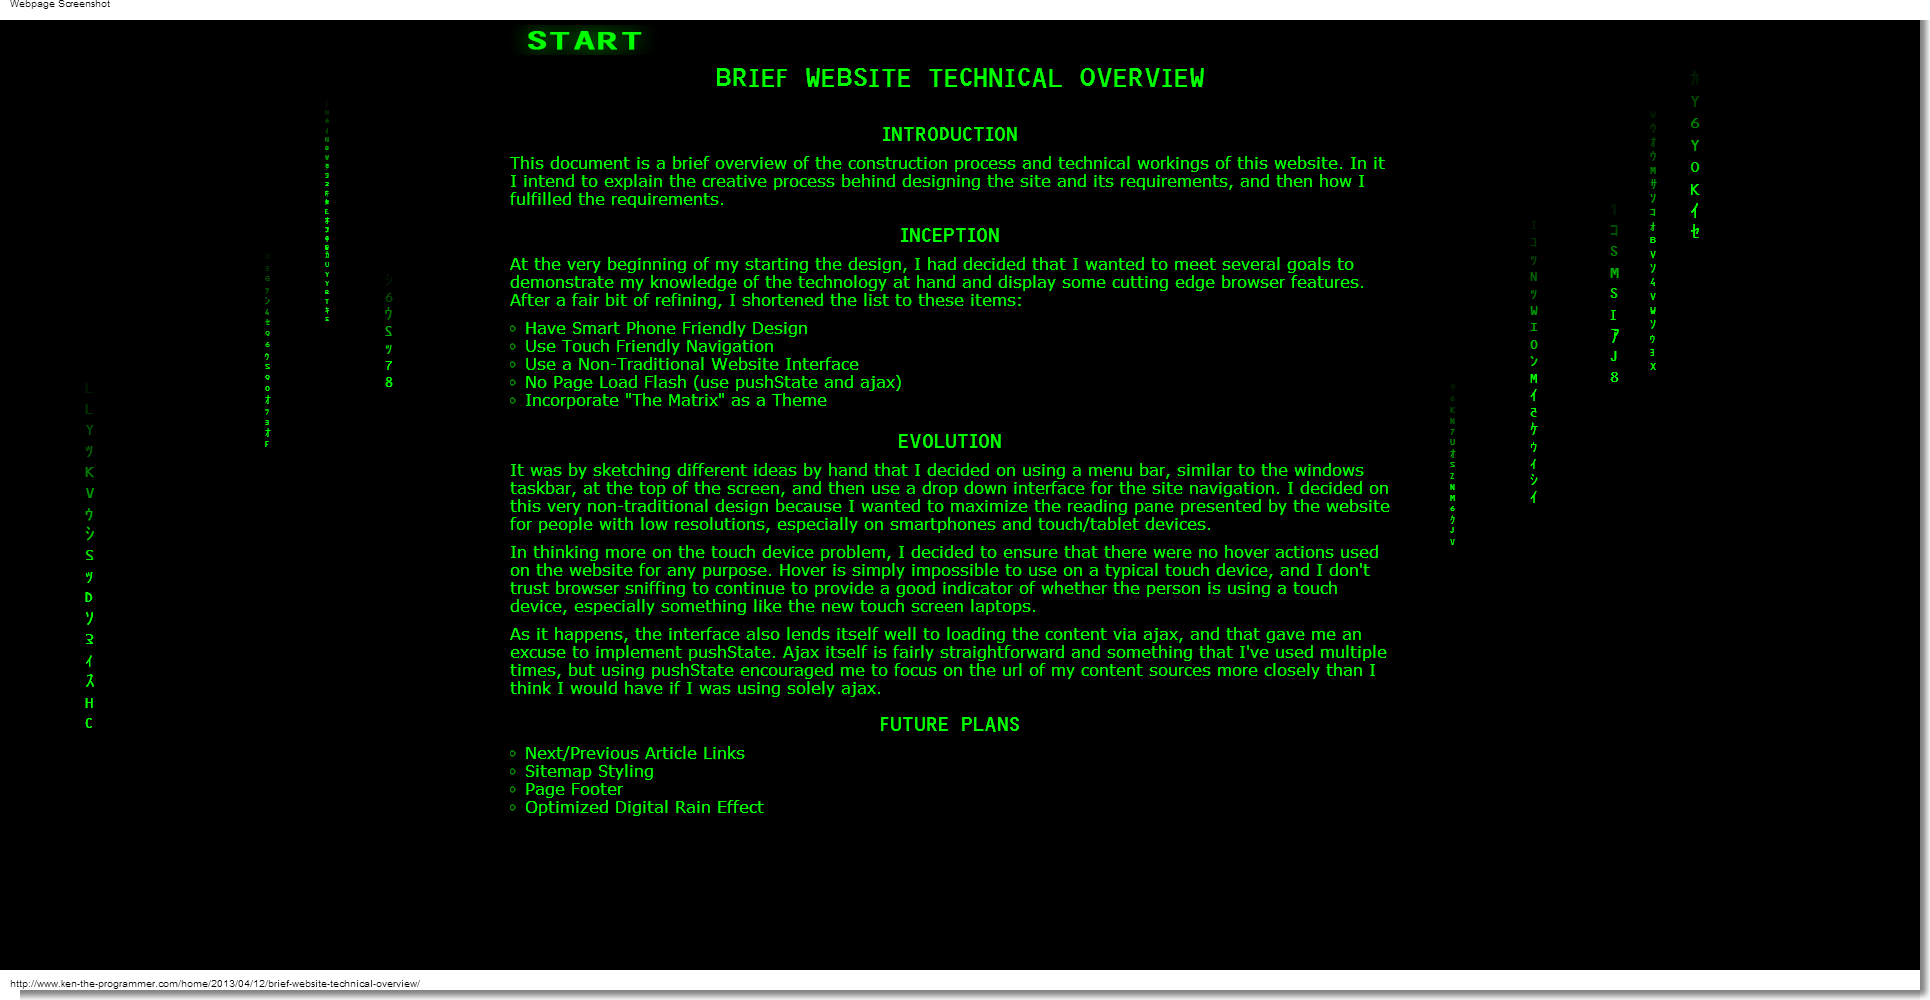 Webpage Screenshot
START
BRIEF WEBSITE TECHNICAL OVERVIEW
INTRODUCTION
This document is a brief overview of the construction process and technical workings of this website. In it
I intend to explain the creative process behind designing the site and its requirements, and then how I
fulfilled the requirements.
INCEPTION
At the very beginning of my starting the design, I had decided that I wanted to meet several goals to
demonstrate my knowledge of the technology at hand and display some cutting edge browser features.
After a fair bit of refining, I shortened the list to these items:
Have Smart Phone Friendly Design
Use Touch Friendly Navigation
Use a Non-Traditional Website Interface
No Page Load Flash (use pushState and ajax)
Incorporate "The Matrix" as a Theme
EVOLUTION
It was by sketching different ideas by hand that I decided on using a menu bar, similar to the windows
taskbar, at the top of the screen, and then use a drop down interface for the site navigation. I decided on
this very non-traditional design because I wanted to maximize the reading pane presented by the website
for people with low resolutions, especially on smartphones and touch/tablet devices.
In thinking more on the touch device problem, I decided to ensure that there were no hover actions used
on the website for any purpose. Hover is simply impossible to use on a typical touch device, and I don't
trust browser sniffing to continue to provide a good indicator of whether the person is using a touch
device, especially something like the new touch screen laptops.
As it happens, the interface also lends itself well to loading the content via ajax, and that gave me an
excuse to implement pushState. Ajax itself is fairly straightforward and something that I've used multiple
times, but using pushState encouraged me to focus on the url of my content sources more closely than I
think I would have if I was using solely ajax.
FUTURE PLANS
Next/Previous Article Links
Sitemap Styling
Page Footer
Optimized Digital Rain Effect
http://www.ken-the-programmer.com/home/2013/04/12/brief-website-technical-overview/